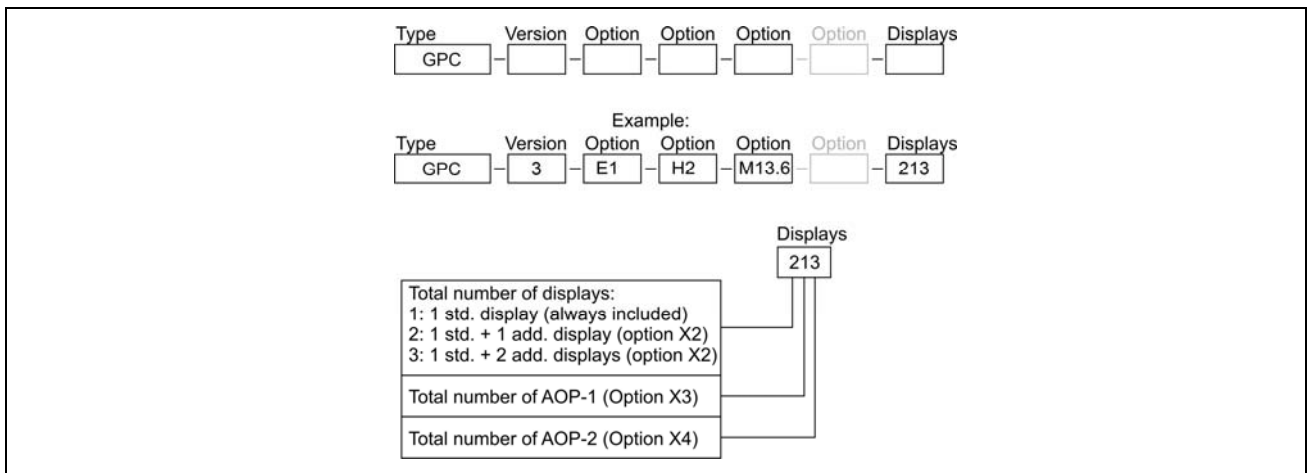 Type Version Option Option Option Option Displays
GPC – – – – – –
Example:
Type Version Option Option Option Option Displays
GPC – 3 – E1 – H2 – M13.6 – – 213
Displays
213
Total number of displays:
1: 1 std. display (always included)
2: 1 std. + 1 add. display (option X2)
3: 1 std. + 2 add. displays (option X2)
Total number of AOP-1 (Option X3)
Total number of AOP-2 (Option X4)